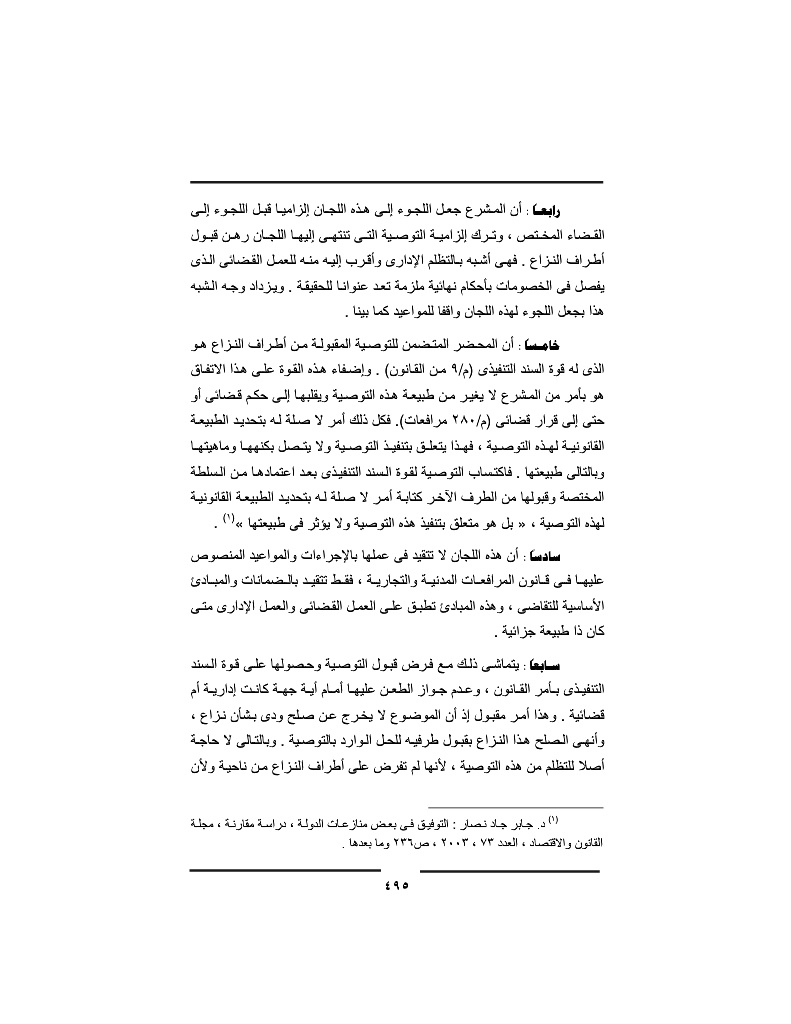 رابعا : أن المشرع جعل اللجوء إلى هذه اللجان إلزاميا قبل اللجوء إلى
القضاء المختص ، وترك إلزامية التوصية التى تنتهى إليها اللجان رهن قبول
أطراف النزاع . فهى أشبه بالتظلم الإدارى وأقرب إليه منه للعمل القضائى الذى
يفصل فى الخصومات بأحكام نهائية ملزمة تعد عنوانا للحقيقة . ويزداد وجه الشبه
هذا بجعل اللجوء لهذه اللجان واقفا للمواعيد كما بينا .
خامسا : أن المحضر المتضمن للتوصية المقبولة من أطراف النزاع هو
الذى له قوة السند التنفيذى (م/٩ من القانون) . وإضفاء هذه القوة على هذا الاتفاق
هو بأمر من المشرع لا يغير من طبيعة هذه التوصية ويقلبها إلى حكم قضائى أو
حتى إلى قرار قضائى (م/٢٨٠ مرافعات). فكل ذلك أمر لا صلة له بتحديد الطبيعة
القانونية لهذه التوصية ، فهذا يتعلق بتنفيذ التوصية ولا يتصل بكنهها وماهيتها
وبالتالى طبيعتها . فاكتساب التوصية لقوة السند التنفيذى بعد اعتمادها من السلطة
المختصة وقبولها من الطرف الآخر كتابة أمر لا صلة له بتحديد الطبيعة القانونية
لهذه التوصية ، « بل هو متعلق بتنفيذ هذه التوصية ولا يؤثر فى طبيعتها »(١) .
سادسا : أن هذه اللجان لا تتقيد فى عملها بالإجراءات والمواعيد المنصوص
عليها فى قانون المرافعات المدنية والتجارية ، فقط تتقيد بالضمانات والمبادئ
الأساسية للتقاضى ، وهذه المبادئ تطبق على العمل القضائى والعمل الإدارى متى
كان ذا طبيعة جزائية .
سابعا : يتماشى ذلك مع فرض قبول التوصية وحصولها على قوة السند
التنفيذى بأمر القانون ، وعدم جواز الطعن عليها أمام أية جهة كانت إدارية أم
قضائية . وهذا أمر مقبول إذ أن الموضوع لا يخرج عن صلح ودى بشأن نزاع ،
وأنهى الصلح هذا النزاع بقبول طرفيه للحل الوارد بالتوصية . وبالتالى لا حاجة
أصلا للتظلم من هذه التوصية ، لأنها لم تفرض على أطراف النزاع من ناحية ولأن
(١) د. جابر جاد نصار : التوفيق في بعض منازعات الدولة ، دراسة مقارنة ، مجلة
القانون والاقتصاد ، العدد ٧٣ ، ٢٠٠٣ ، ص٢٣٦ وما بعدها .
٤٩٥